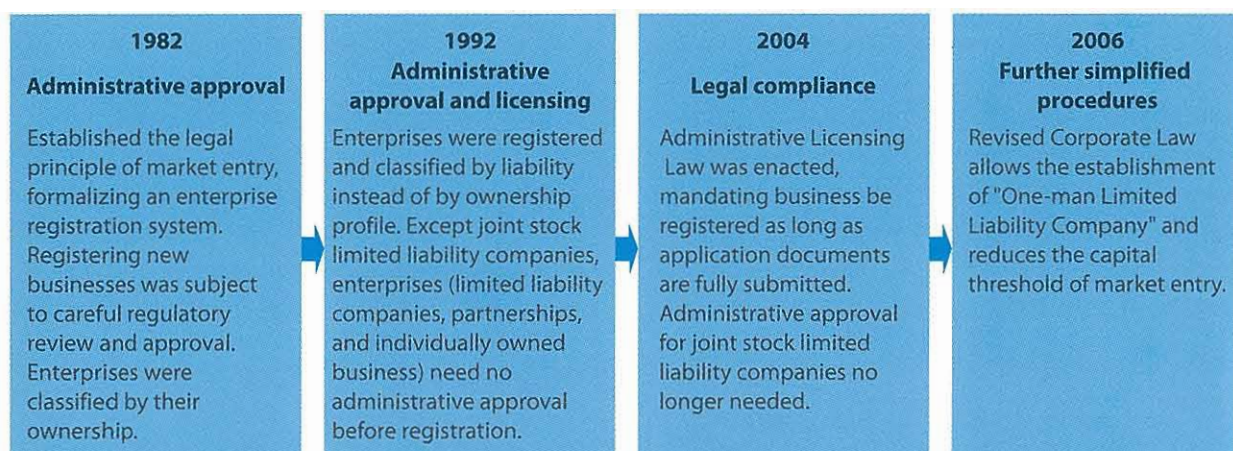 1982
Administrative approval
Established the legal
principle of market entry,
formalizing an enterprise
registration system.
Registering new
businesses was subject
to careful regulatory
review and approval.
Enterprises were
classified by their
ownership.
1992
Administrative
approval and licensing
Enterprises were registered
and classified by liability
instead of by ownership
profile. Except joint stock
limited liability companies,
enterprises (limited liability
companies, partnerships,
and individually owned
business) need no
administrative approval
before registration.
2004
Legal compliance
Administrative Licensing
Law was enacted,
mandating business be
registered as long as
application documents
are fully submitted.
Administrative approval
for joint stock limited
liability companies no
longer needed.
2006
Further simplified
procedures
Revised Corporate Law
allows the establishment
of "One-man Limited
Liability Company" and
reduces the capital
threshold of market entry.